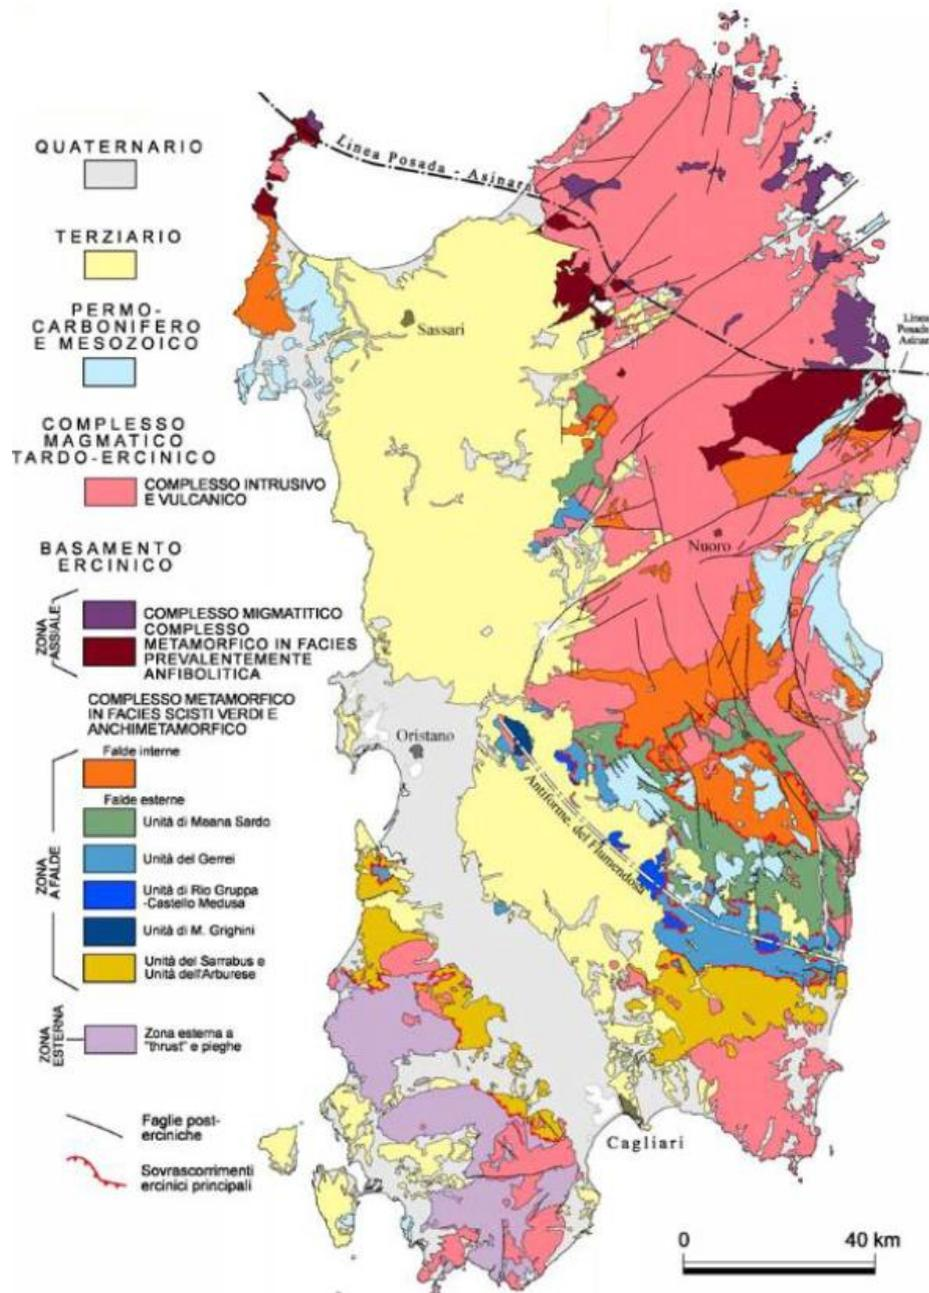 QUATERNARIO
TERZIARIO
PERMO-
CARBONIFERO
E MESOZOICO
COMPLESSO
MAGMATICO
TARDO-ERCINICO
COMPLESSO INTRUSIVO
E VULCANICO
BASAMENTO
ERCINICO
ZONA
ASSIALE
COMPLESSO MIGMATITICO
COMPLESSO
METAMORFICO IN FACIES
PREVALENTEMENTE
ANFIBOLITICA
COMPLESSO METAMORFICO
IN FACIES SCISTI VERDI E
ANCHIMETAMORFICO
ZONA
A FALDE
Falde interne
Falde esterne
Unità di Meana Sardo
Unità del Gerrei
Unità di Rio Gruppa
-Castello Medusa
Unità di M. Grighini
Unità del Sarrabus e
Unità dell'Arburese
ZONA
ESTERNA
Zona esterna a
"thrust" e pieghe
Faglie post-
erciniche
Sovrascorrimenti
ercinici principali
Linea Posada - Asinara
Sassari
Linea
Posada
Asinara
Nuoro
Oristano
Antiforme del Flumendosa
Cagliari
0 40 km